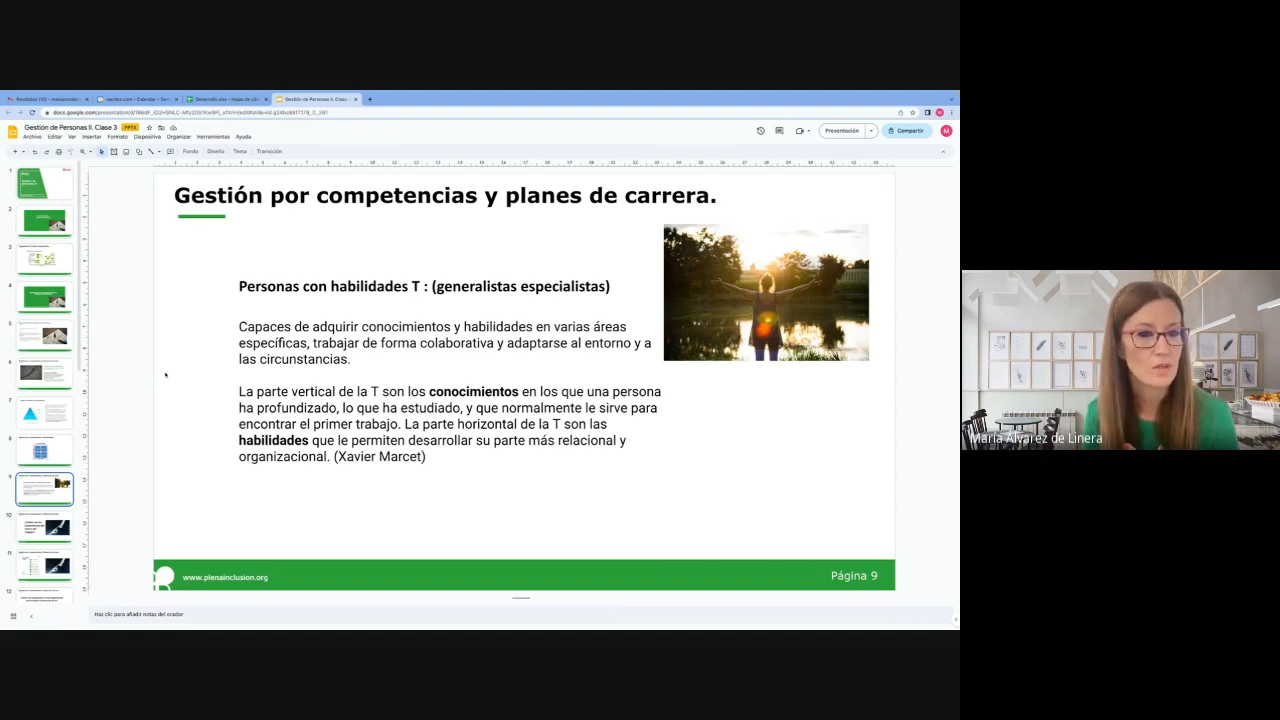 Gestión de Personas II. Clase 3
PPTX
Archivo Editar Ver Insertar Formato Diapositiva Organizar Herramientas Ayuda
Presentación
Compartir
M
Fondo Diseño Tema Transición
Gestión por competencias y planes de carrera.
Personas con habilidades T : (generalistas especialistas)
Capaces de adquirir conocimientos y habilidades en varias áreas
específicas, trabajar de forma colaborativa y adaptarse al entorno y a
las circunstancias.
La parte vertical de la T son los conocimientos en los que una persona
ha profundizado, lo que ha estudiado, y que normalmente le sirve para
encontrar el primer trabajo. La parte horizontal de la T son las
habilidades que le permiten desarrollar su parte más relacional y
organizacional. (Xavier Marcet)
www.plenainclusion.org
Página 9
Haz clic para añadir notas del orador
María Álvarez de Linera